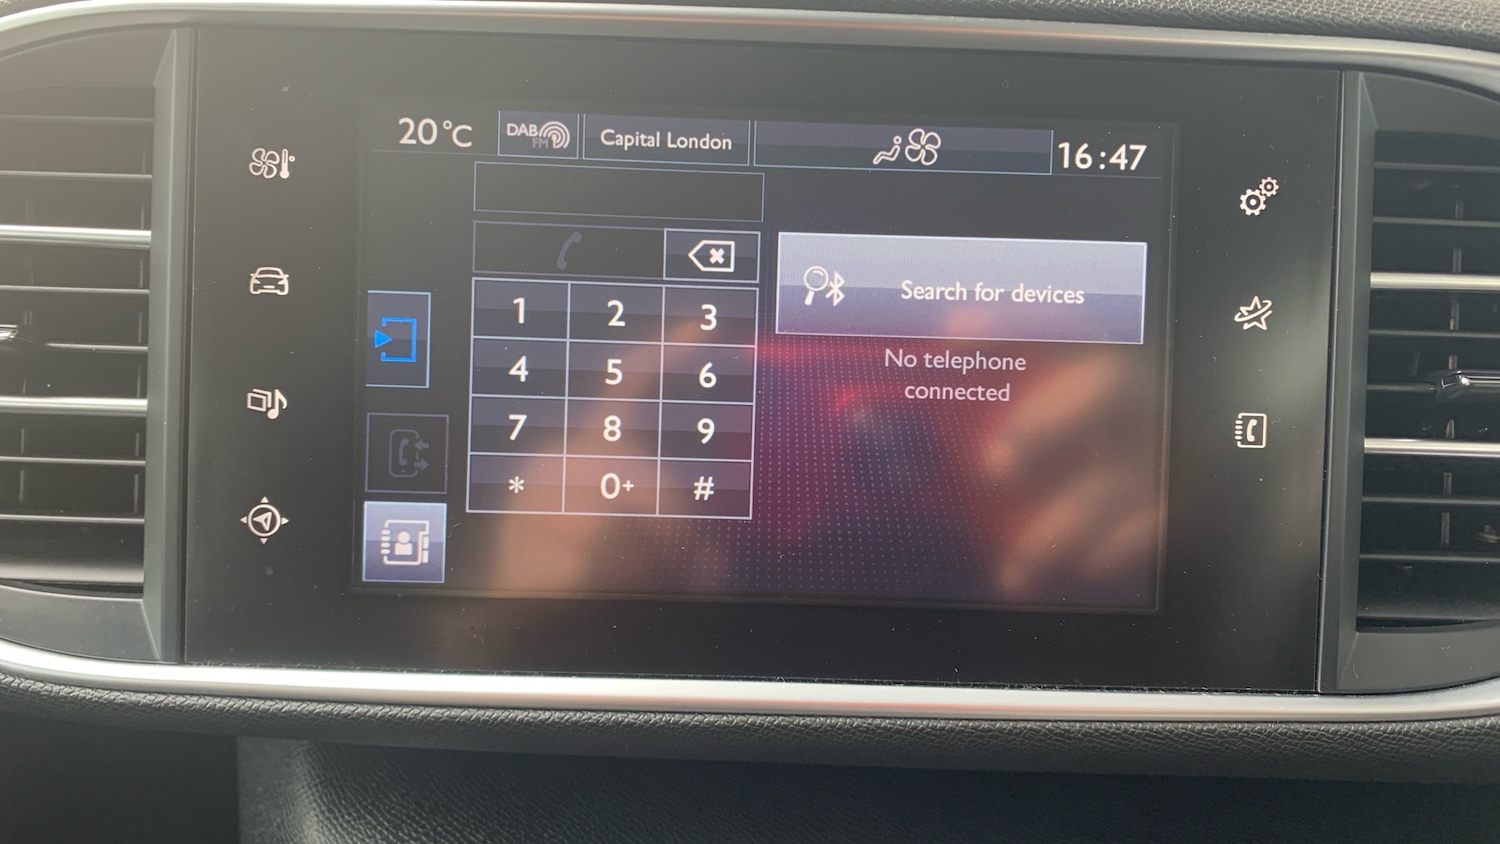 20°C
DAB
FM
Capital London
16:47
Search for devices
No telephone
connected
1 2 3
4 5 6
7 8 9
* 0+ #